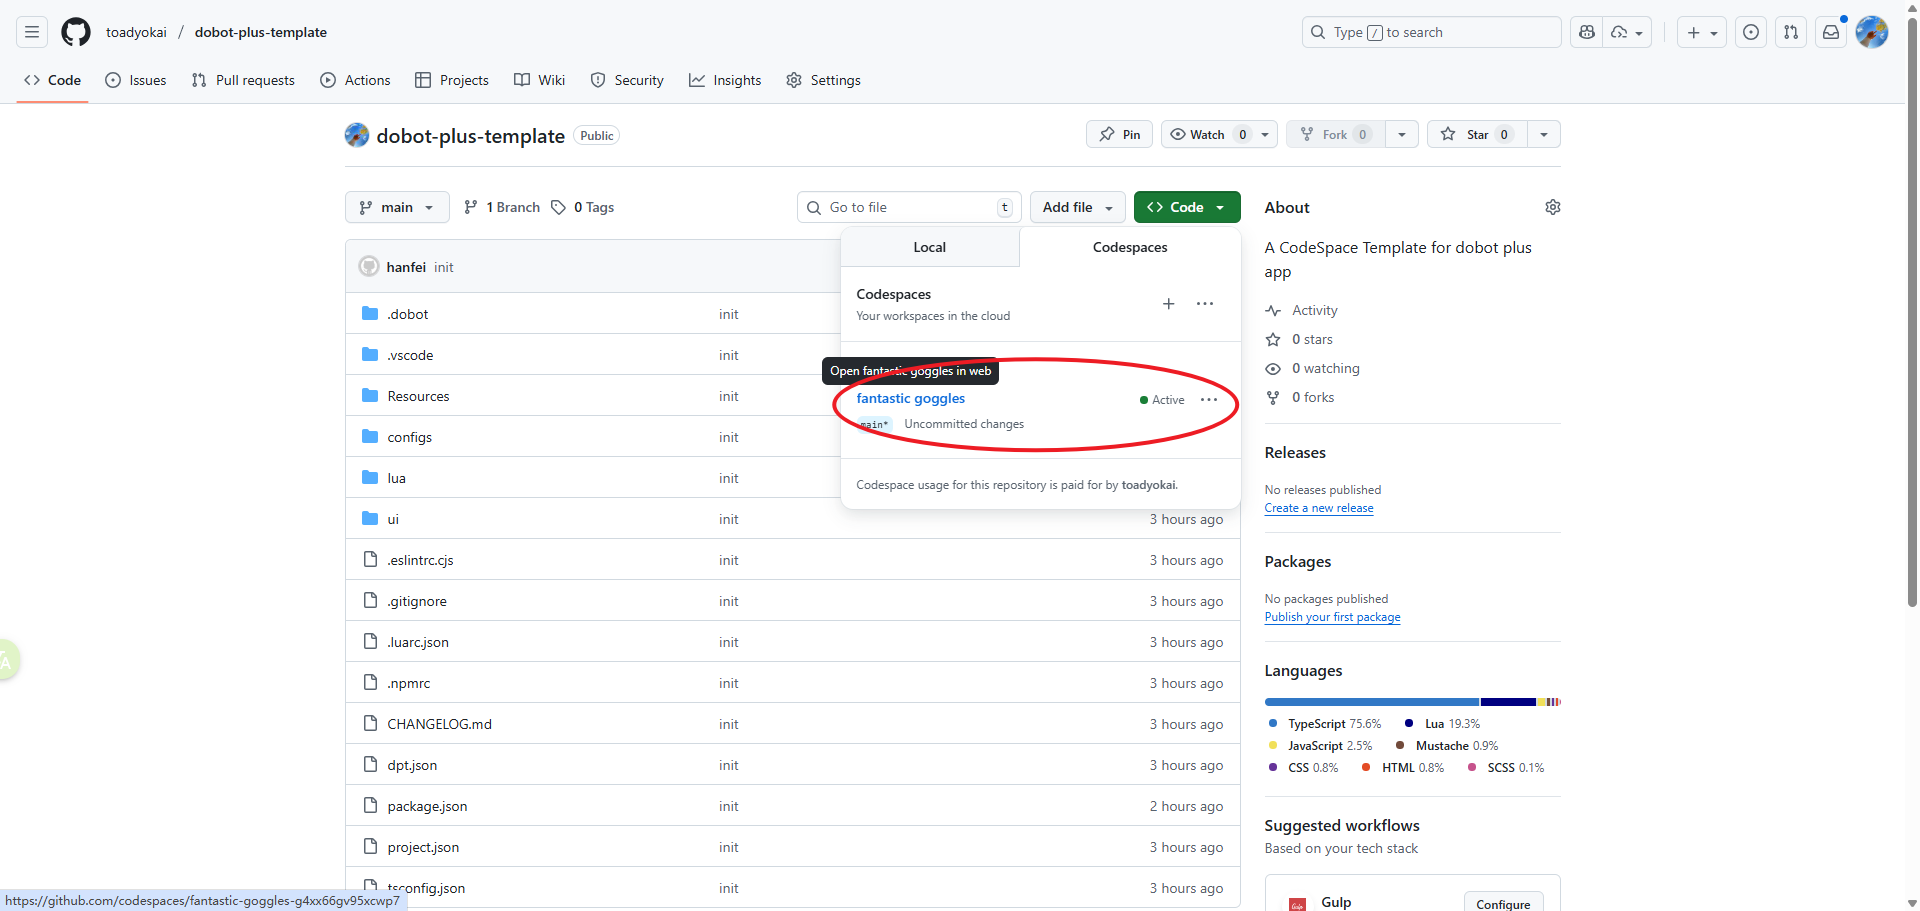 toadyokai / dobot-plus-template
Type / to search
Code Issues Pull requests Actions Projects Wiki Security Insights Settings
dobot-plus-template Public
Pin Watch 0 Fork 0 Star 0
main 1 Branch 0 Tags Go to file t Add file Code
Local Codespaces
hanfei init
Codespaces
Your workspaces in the cloud
Open fantastic goggles in web
fantastic goggles Active
main* Uncommitted changes
Codespace usage for this repository is paid for by toadyokai.
.dobot init
.vscode init
Resources init
configs init
lua init
ui init 3 hours ago
.eslintrc.cjs init 3 hours ago
.gitignore init 3 hours ago
.luarc.json init 3 hours ago
.npmrc init 3 hours ago
CHANGELOG.md init 3 hours ago
dpt.json init 3 hours ago
package.json init 2 hours ago
project.json init 3 hours ago
tsconfig.json init 3 hours ago
About
A CodeSpace Template for dobot plus
app
Activity
0 stars
0 watching
0 forks
Releases
No releases published
Create a new release
Packages
No packages published
Publish your first package
Languages
TypeScript 75.6% Lua 19.3%
JavaScript 2.5% Mustache 0.9%
CSS 0.8% HTML 0.8% SCSS 0.1%
Suggested workflows
Based on your tech stack
Gulp Gulp Configure
https://github.com/codespaces/fantastic-goggles-g4xx66gv95xcwp7